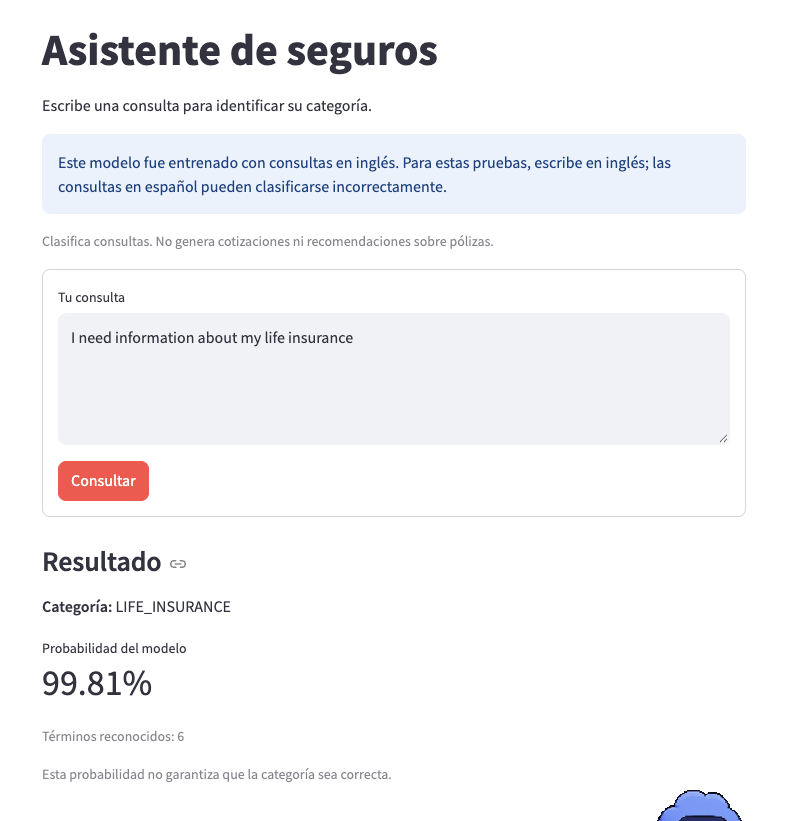 Asistente de seguros
Escribe una consulta para identificar su categoría.
Este modelo fue entrenado con consultas en inglés. Para estas pruebas, escribe en inglés; las
consultas en español pueden clasificarse incorrectamente.
Clasifica consultas. No genera cotizaciones ni recomendaciones sobre pólizas.
Tu consulta
I need information about my life insurance
Consultar
Resultado
Categoría: LIFE_INSURANCE
Probabilidad del modelo
99.81%
Términos reconocidos: 6
Esta probabilidad no garantiza que la categoría sea correcta.